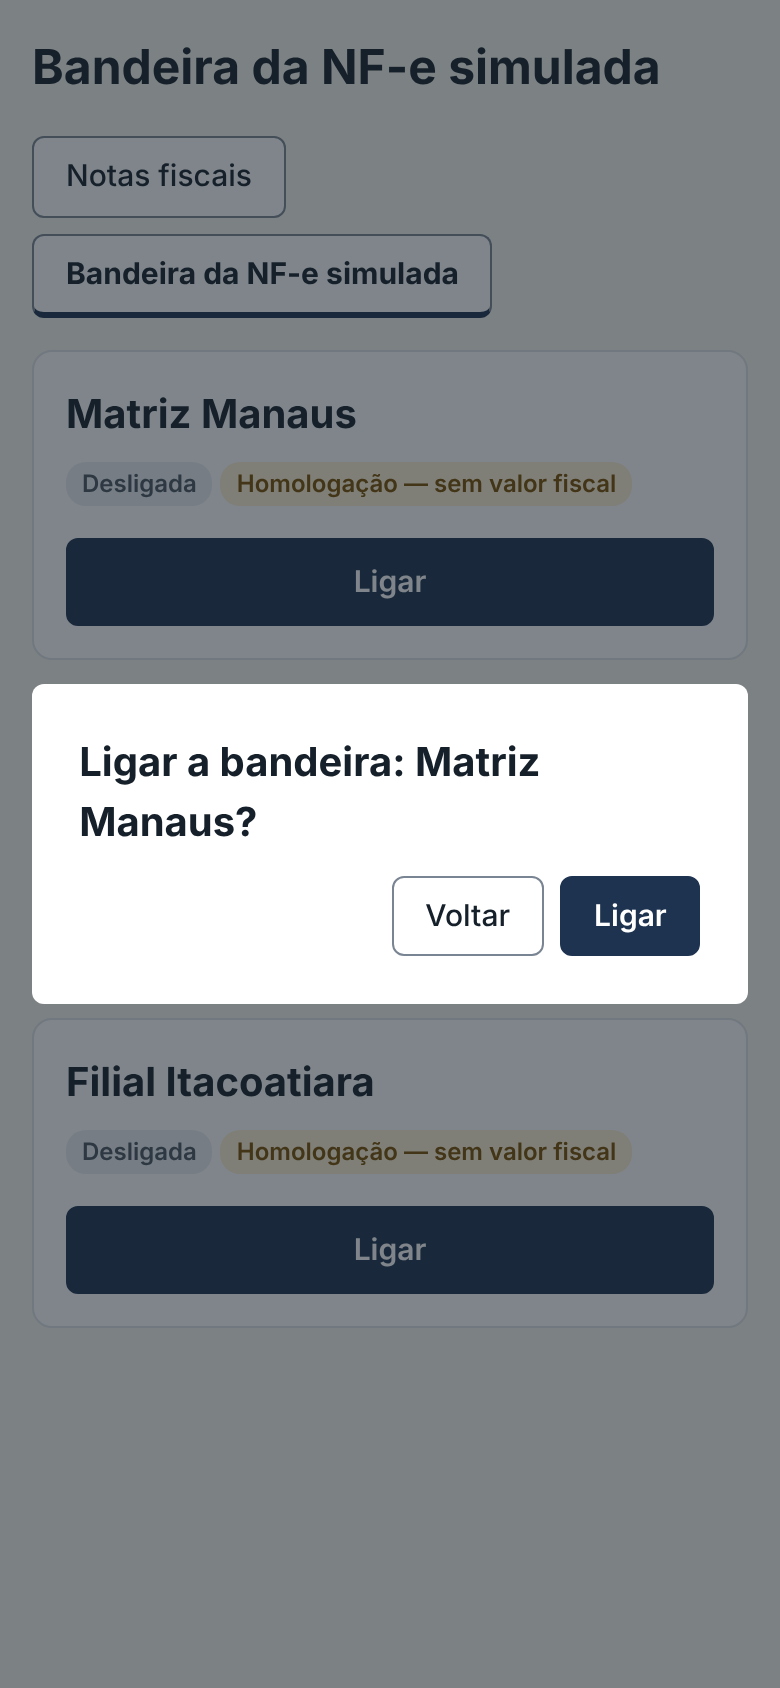 Bandeira da NF-e simulada
Notas fiscais
Bandeira da NF-e simulada
Matriz Manaus
Desligada Homologação — sem valor fiscal
Ligar
Ligar a bandeira: Matriz
Manaus?
Voltar Ligar
Filial Itacoatiara
Desligada Homologação — sem valor fiscal
Ligar